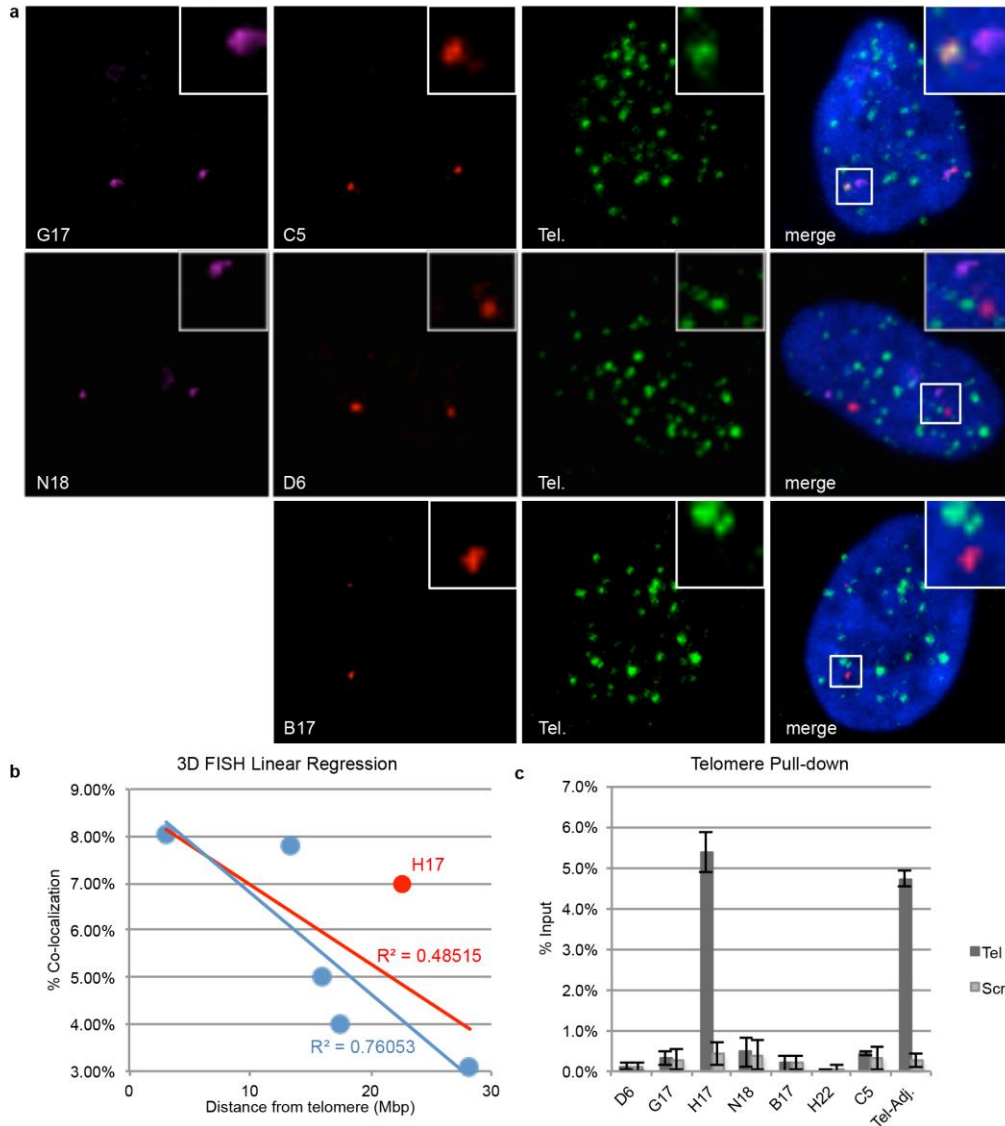 a
G17 C5 Tel. merge
N18 D6 Tel. merge
B17 Tel. merge
b
3D FISH Linear Regression
% Co-localization
9.00%
8.00%
7.00%
6.00%
5.00%
4.00%
3.00%
H17
R² = 0.48515
R² = 0.76053
0 10 20 30
Distance from telomere (Mbp)
c
Telomere Pull-down
% Input
7.0%
6.0%
5.0%
4.0%
3.0%
2.0%
1.0%
0.0%
D6 G17 H17 N18 B17 H22 C5 Tel-Adj.
Tel
Scr